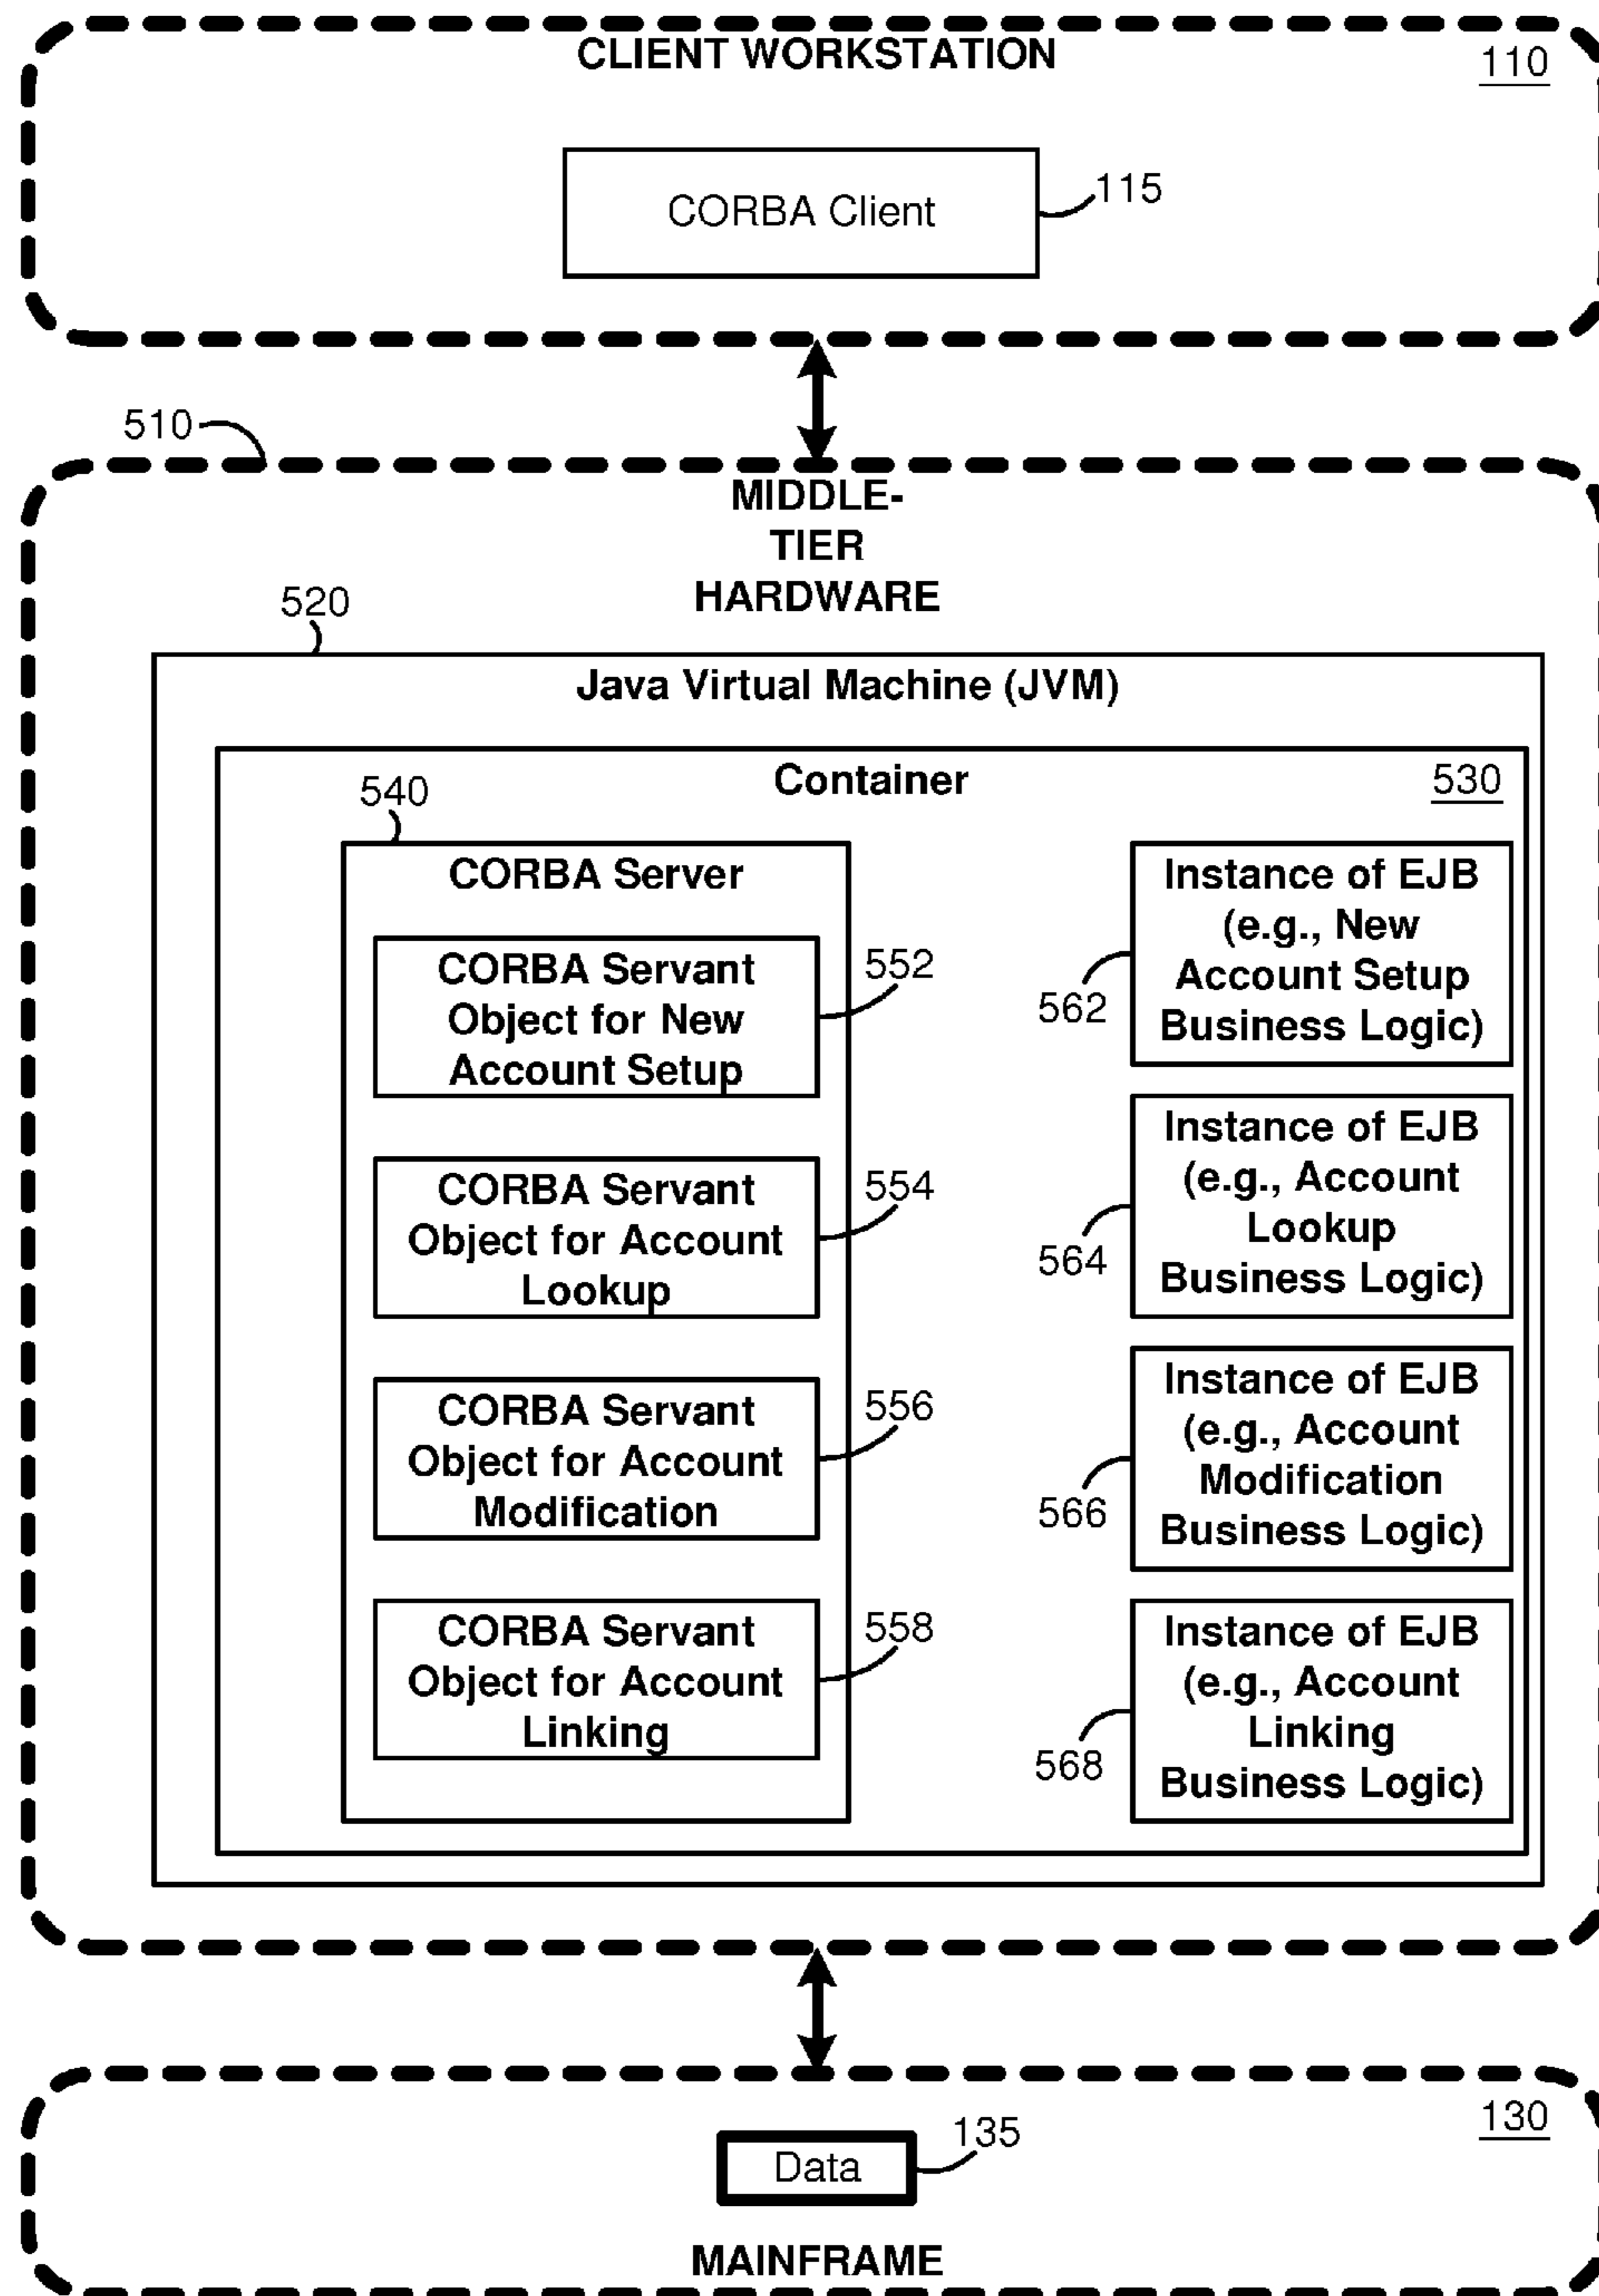 CLIENT WORKSTATION
110
CORBA Client
115
510
MIDDLE-
TIER
HARDWARE
520
Java Virtual Machine (JVM)
Container
530
540
CORBA Server
CORBA Servant
Object for New
Account Setup
552
CORBA Servant
Object for Account
Lookup
554
CORBA Servant
Object for Account
Modification
556
CORBA Servant
Object for Account
Linking
558
Instance of EJB
(e.g., New
Account Setup
Business Logic)
562
Instance of EJB
(e.g., Account
Lookup
Business Logic)
564
Instance of EJB
(e.g., Account
Modification
Business Logic)
566
Instance of EJB
(e.g., Account
Linking
Business Logic)
568
130
Data
135
MAINFRAME